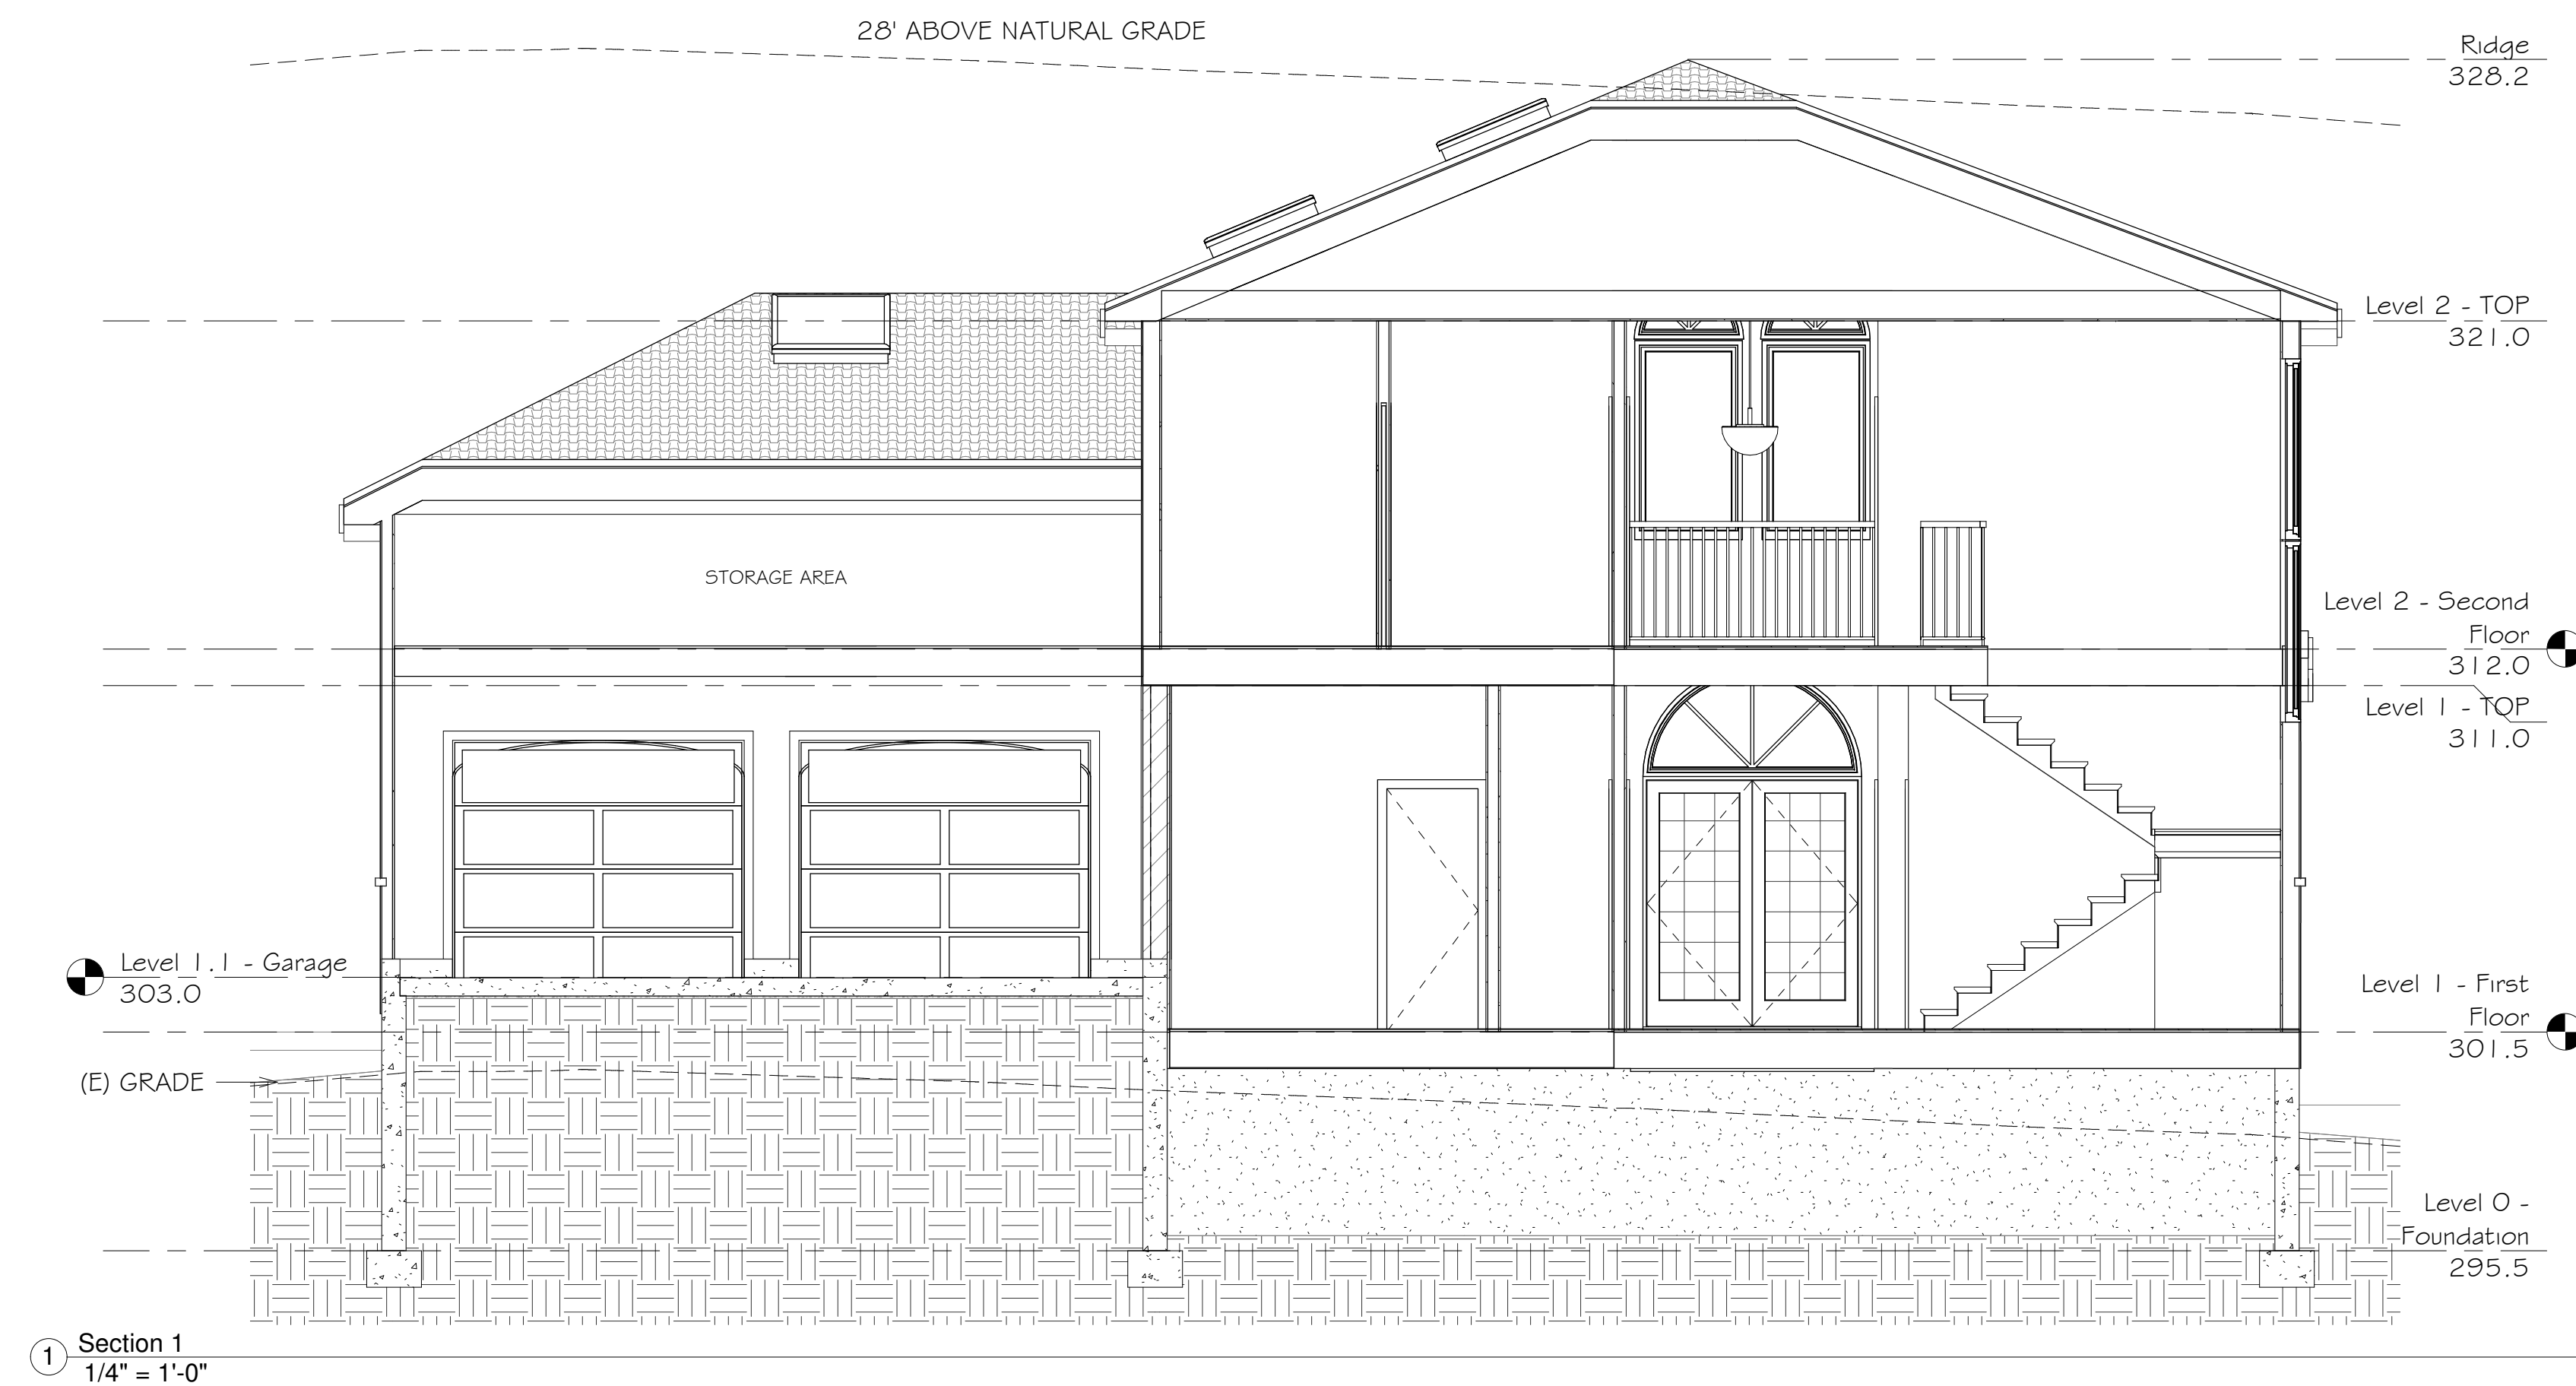 28' ABOVE NATURAL GRADE
Ridge
328.2
Level 2 - TOP
321.0
STORAGE AREA
Level 2 - Second
Floor
312.0
Level 1 - TOP
311.0
Level 1.1 - Garage
303.0
Level 1 - First
Floor
301.5
(E) GRADE
Level 0 -
Foundation
295.5
1
Section 1
1/4" = 1'-0"